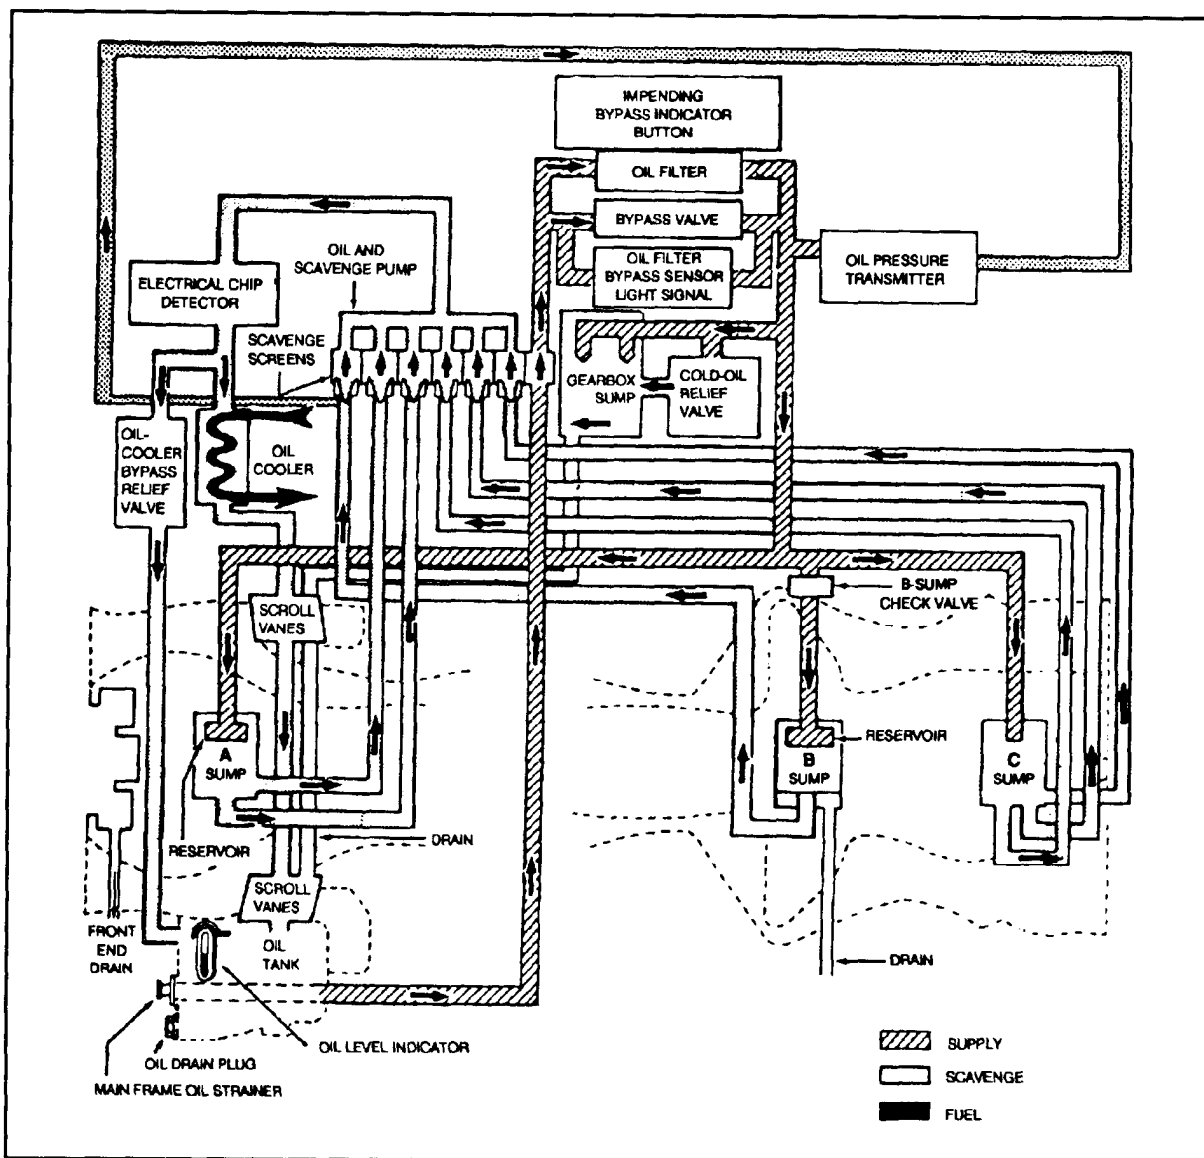 IMPENDING
BYPASS INDICATOR
BUTTON
OIL FILTER
BYPASS VALVE
OIL FILTER
BYPASS SENSOR
LIGHT SIGNAL
OIL PRESSURE
TRANSMITTER
OIL AND
SCAVENGE PUMP
ELECTRICAL CHIP
DETECTOR
SCAVENGE
SCREENS
GEARBOX
SUMP
COLD-OIL
RELIEF
VALVE
OIL-
COOLER
BYPASS
RELIEF
VALVE
OIL
COOLER
B-SUMP
CHECK VALVE
SCROLL
VANES
A
SUMP
RESERVOIR
B
SUMP
RESERVOIR
C
SUMP
DRAIN
SCROLL
VANES
FRONT
END
DRAIN
OIL
TANK
DRAIN
OIL LEVEL INDICATOR
OIL DRAIN PLUG
MAIN FRAME OIL STRAINER
SUPPLY
SCAVENGE
FUEL